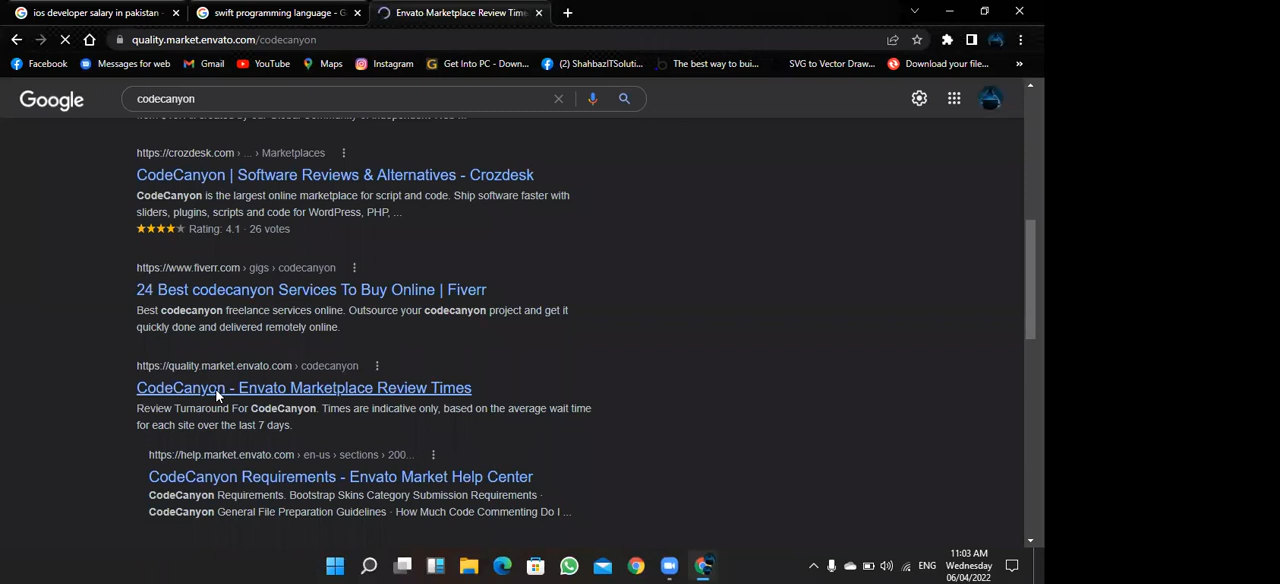 ios developer salary in pakistan
swift programming language - G
Envato Marketplace Review Time
quality.market.envato.com/codecanyon
Facebook
Messages for web
Gmail
YouTube
Maps
Instagram
Get Into PC - Down...
(2) ShahbazITSoluti...
The best way to bui...
SVG to Vector Draw...
Download your file...
»
Google
codecanyon
https://crozdesk.com › ... › Marketplaces
CodeCanyon | Software Reviews & Alternatives - Crozdesk
CodeCanyon is the largest online marketplace for script and code. Ship software faster with
sliders, plugins, scripts and code for WordPress, PHP, ...
Rating: 4.1 · 26 votes
https://www.fiverr.com › gigs › codecanyon
24 Best codecanyon Services To Buy Online | Fiverr
Best codecanyon freelance services online. Outsource your codecanyon project and get it
quickly done and delivered remotely online.
https://quality.market.envato.com › codecanyon
CodeCanyon - Envato Marketplace Review Times
Review Turnaround For CodeCanyon. Times are indicative only, based on the average wait time
for each site over the last 7 days.
https://help.market.envato.com › en-us › sections › 200...
CodeCanyon Requirements - Envato Market Help Center
CodeCanyon Requirements. Bootstrap Skins Category Submission Requirements ·
CodeCanyon General File Preparation Guidelines · How Much Code Commenting Do I ...
ENG
11:03 AM
Wednesday
06/04/2022